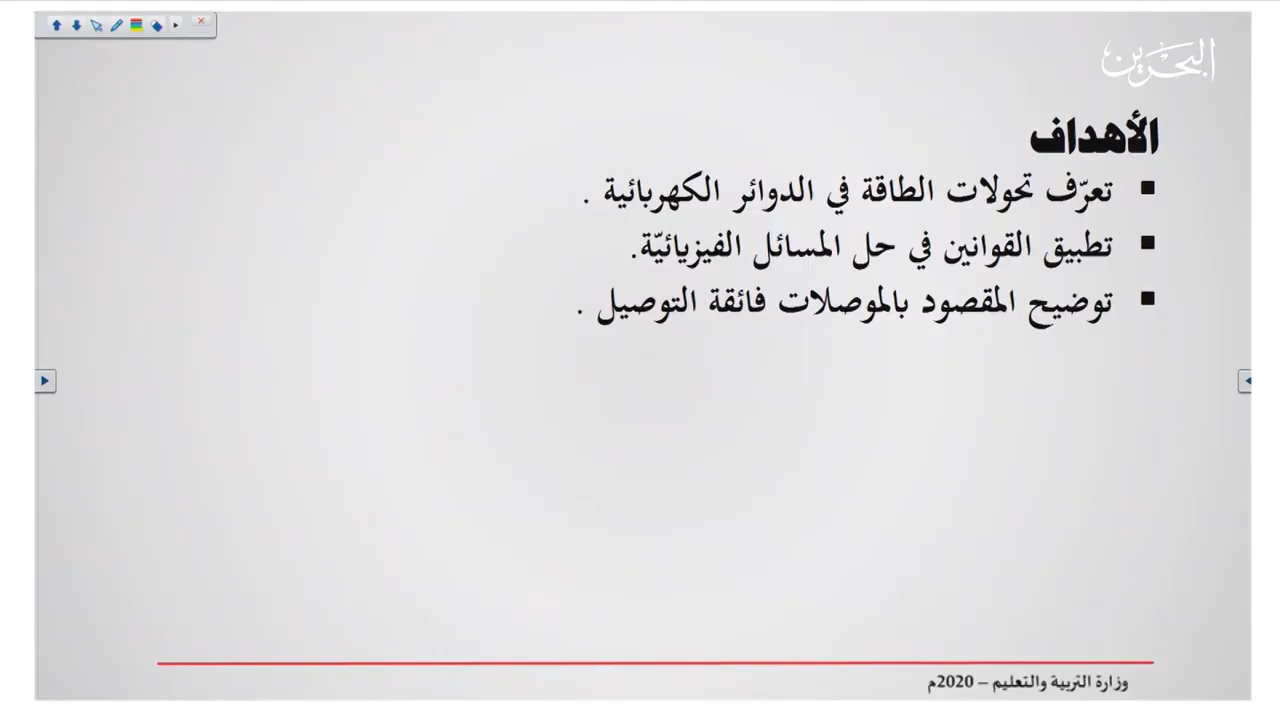 البحرين
الأهداف
▪ تعرّف تحولات الطاقة في الدوائر الكهربائية .
▪ تطبيق القوانين في حل المسائل الفيزيائيّة.
▪ توضيح المقصود بالموصلات فائقة التوصيل .
وزارة التربية والتعليم – 2020م